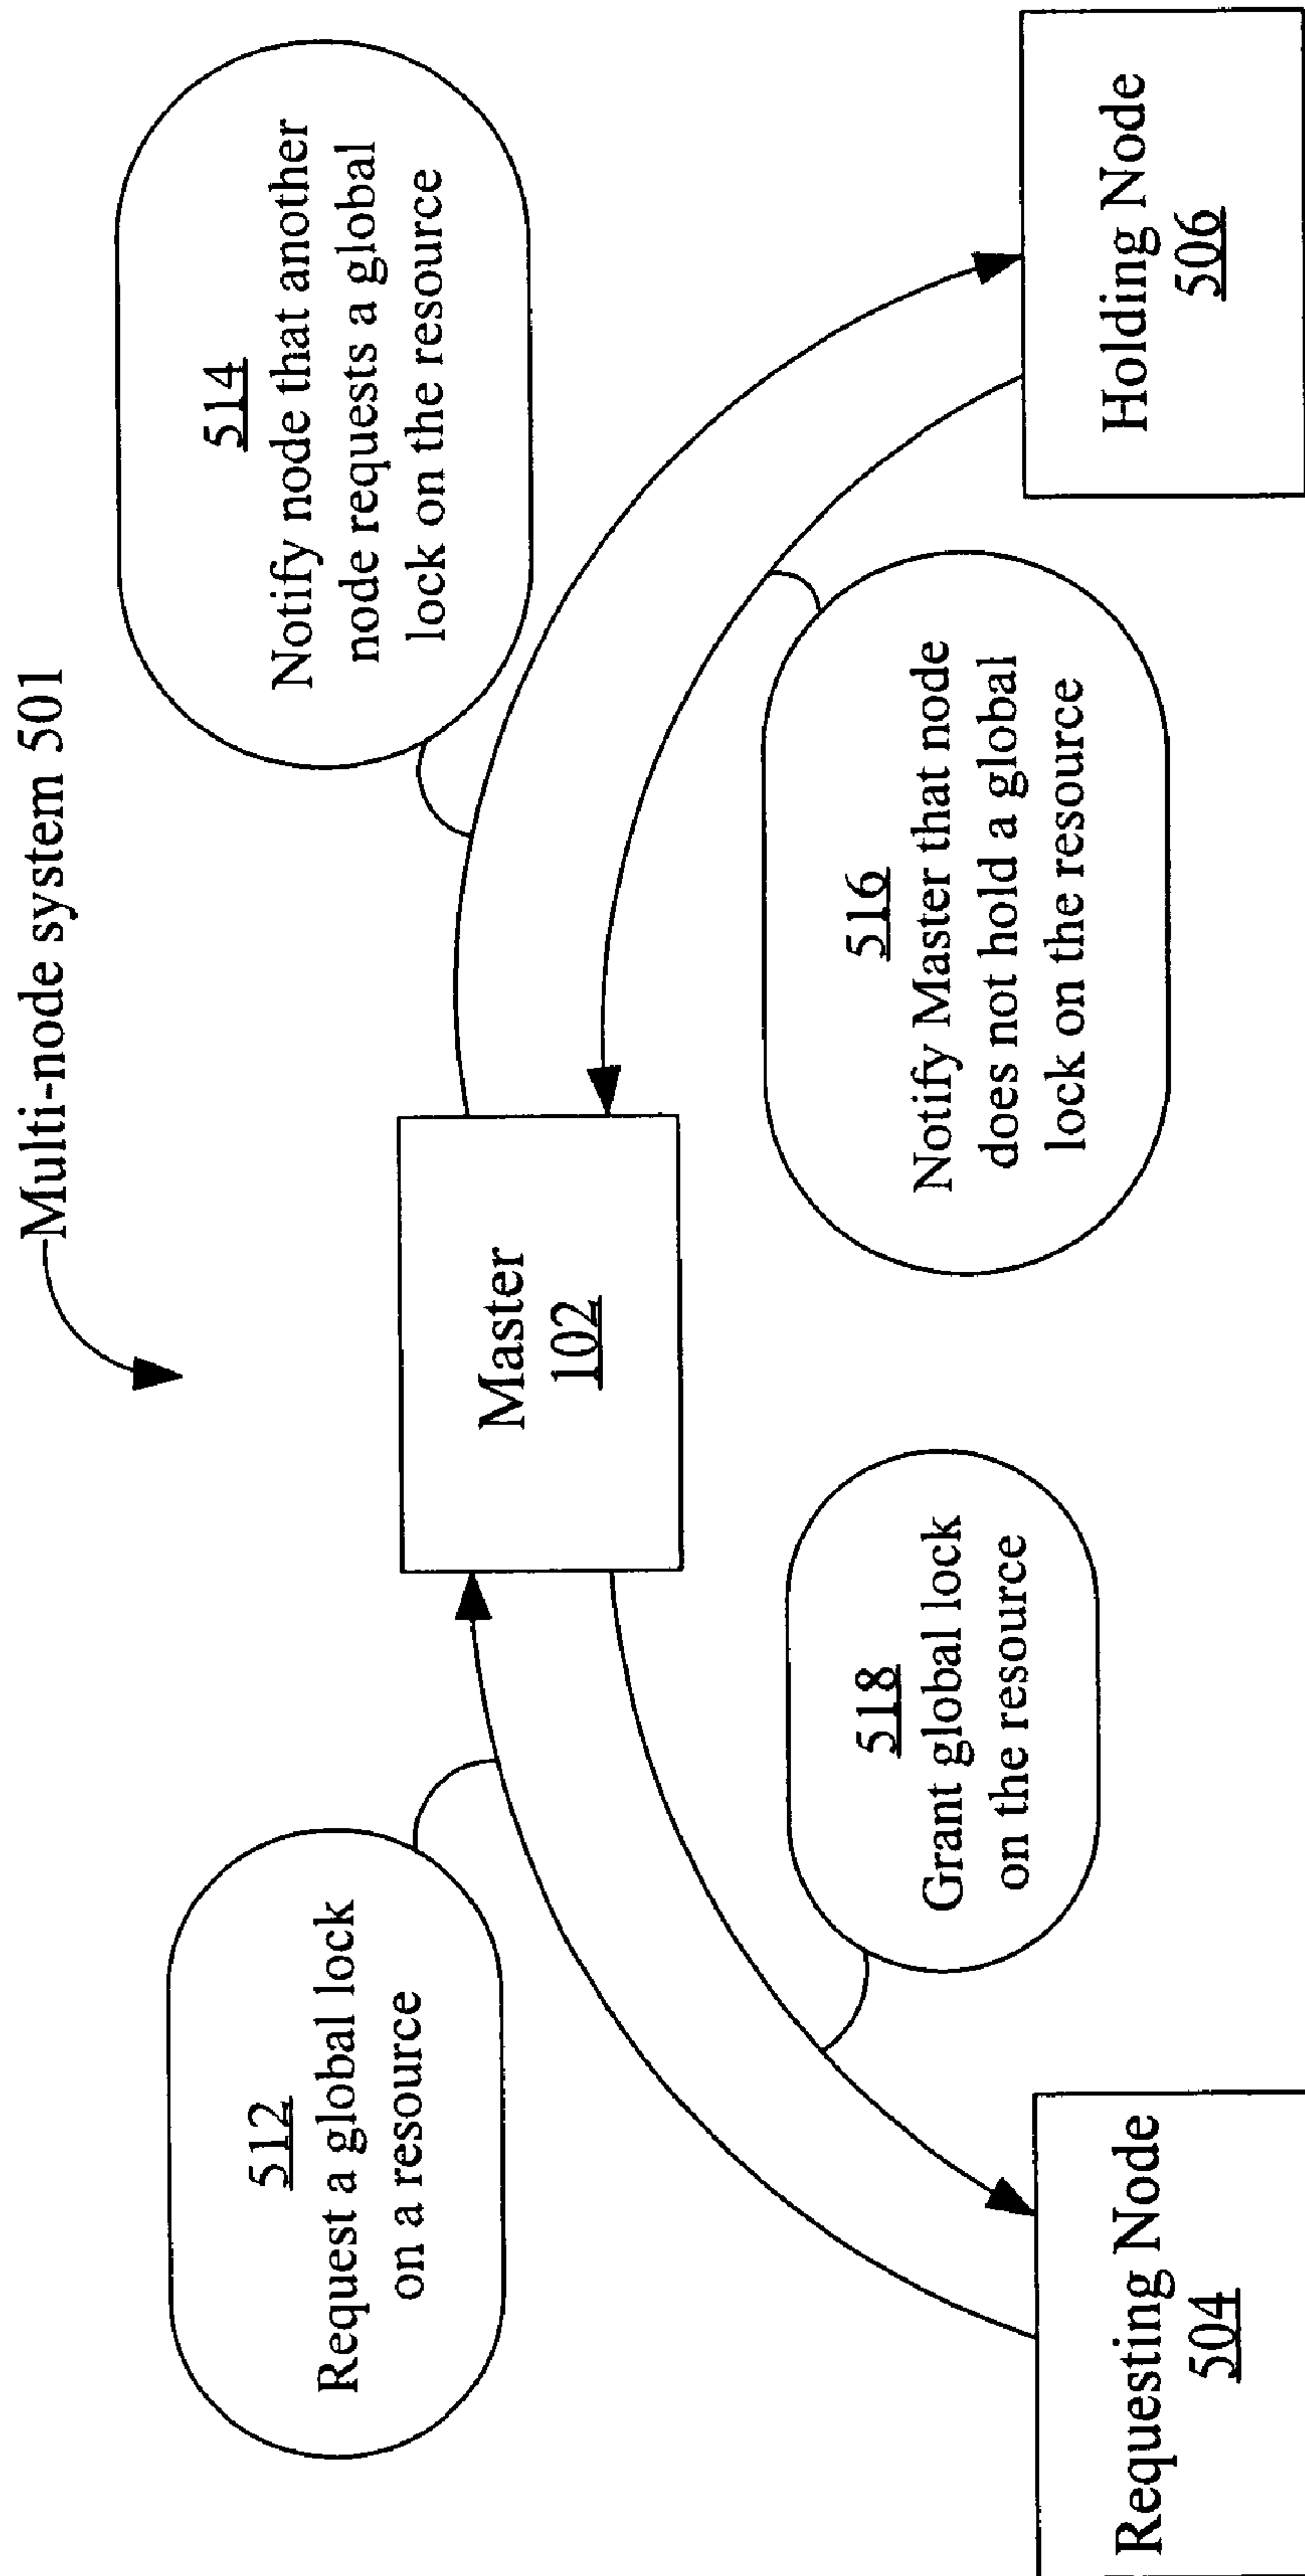 Multi-node system 501
512
Request a global lock
on a resource
514
Notify node that another
node requests a global
lock on the resource
Master
102
518
Grant global lock
on the resource
516
Notify Master that node
does not hold a global
lock on the resource
Requesting Node
504
Holding Node
506